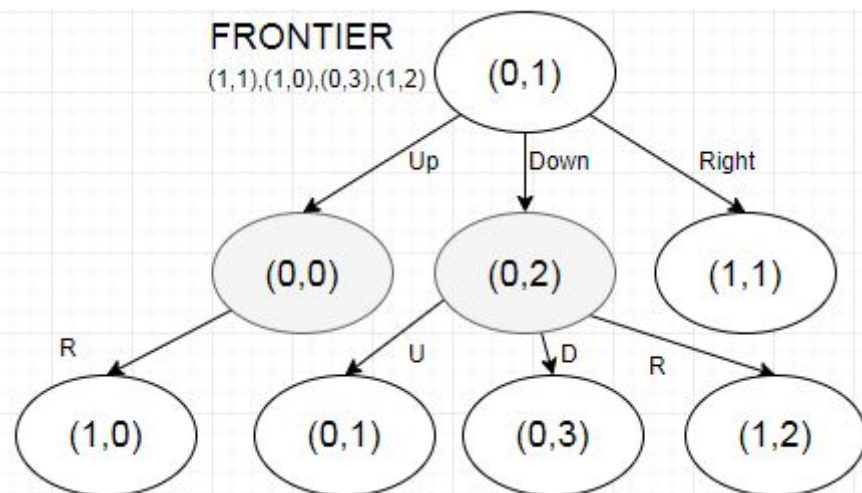 FRONTIER
(1,1),(1,0),(0,3),(1,2)
(0,1)
Up
Down
Right
(0,0)
(0,2)
(1,1)
R
U
D
R
(1,0)
(0,1)
(0,3)
(1,2)